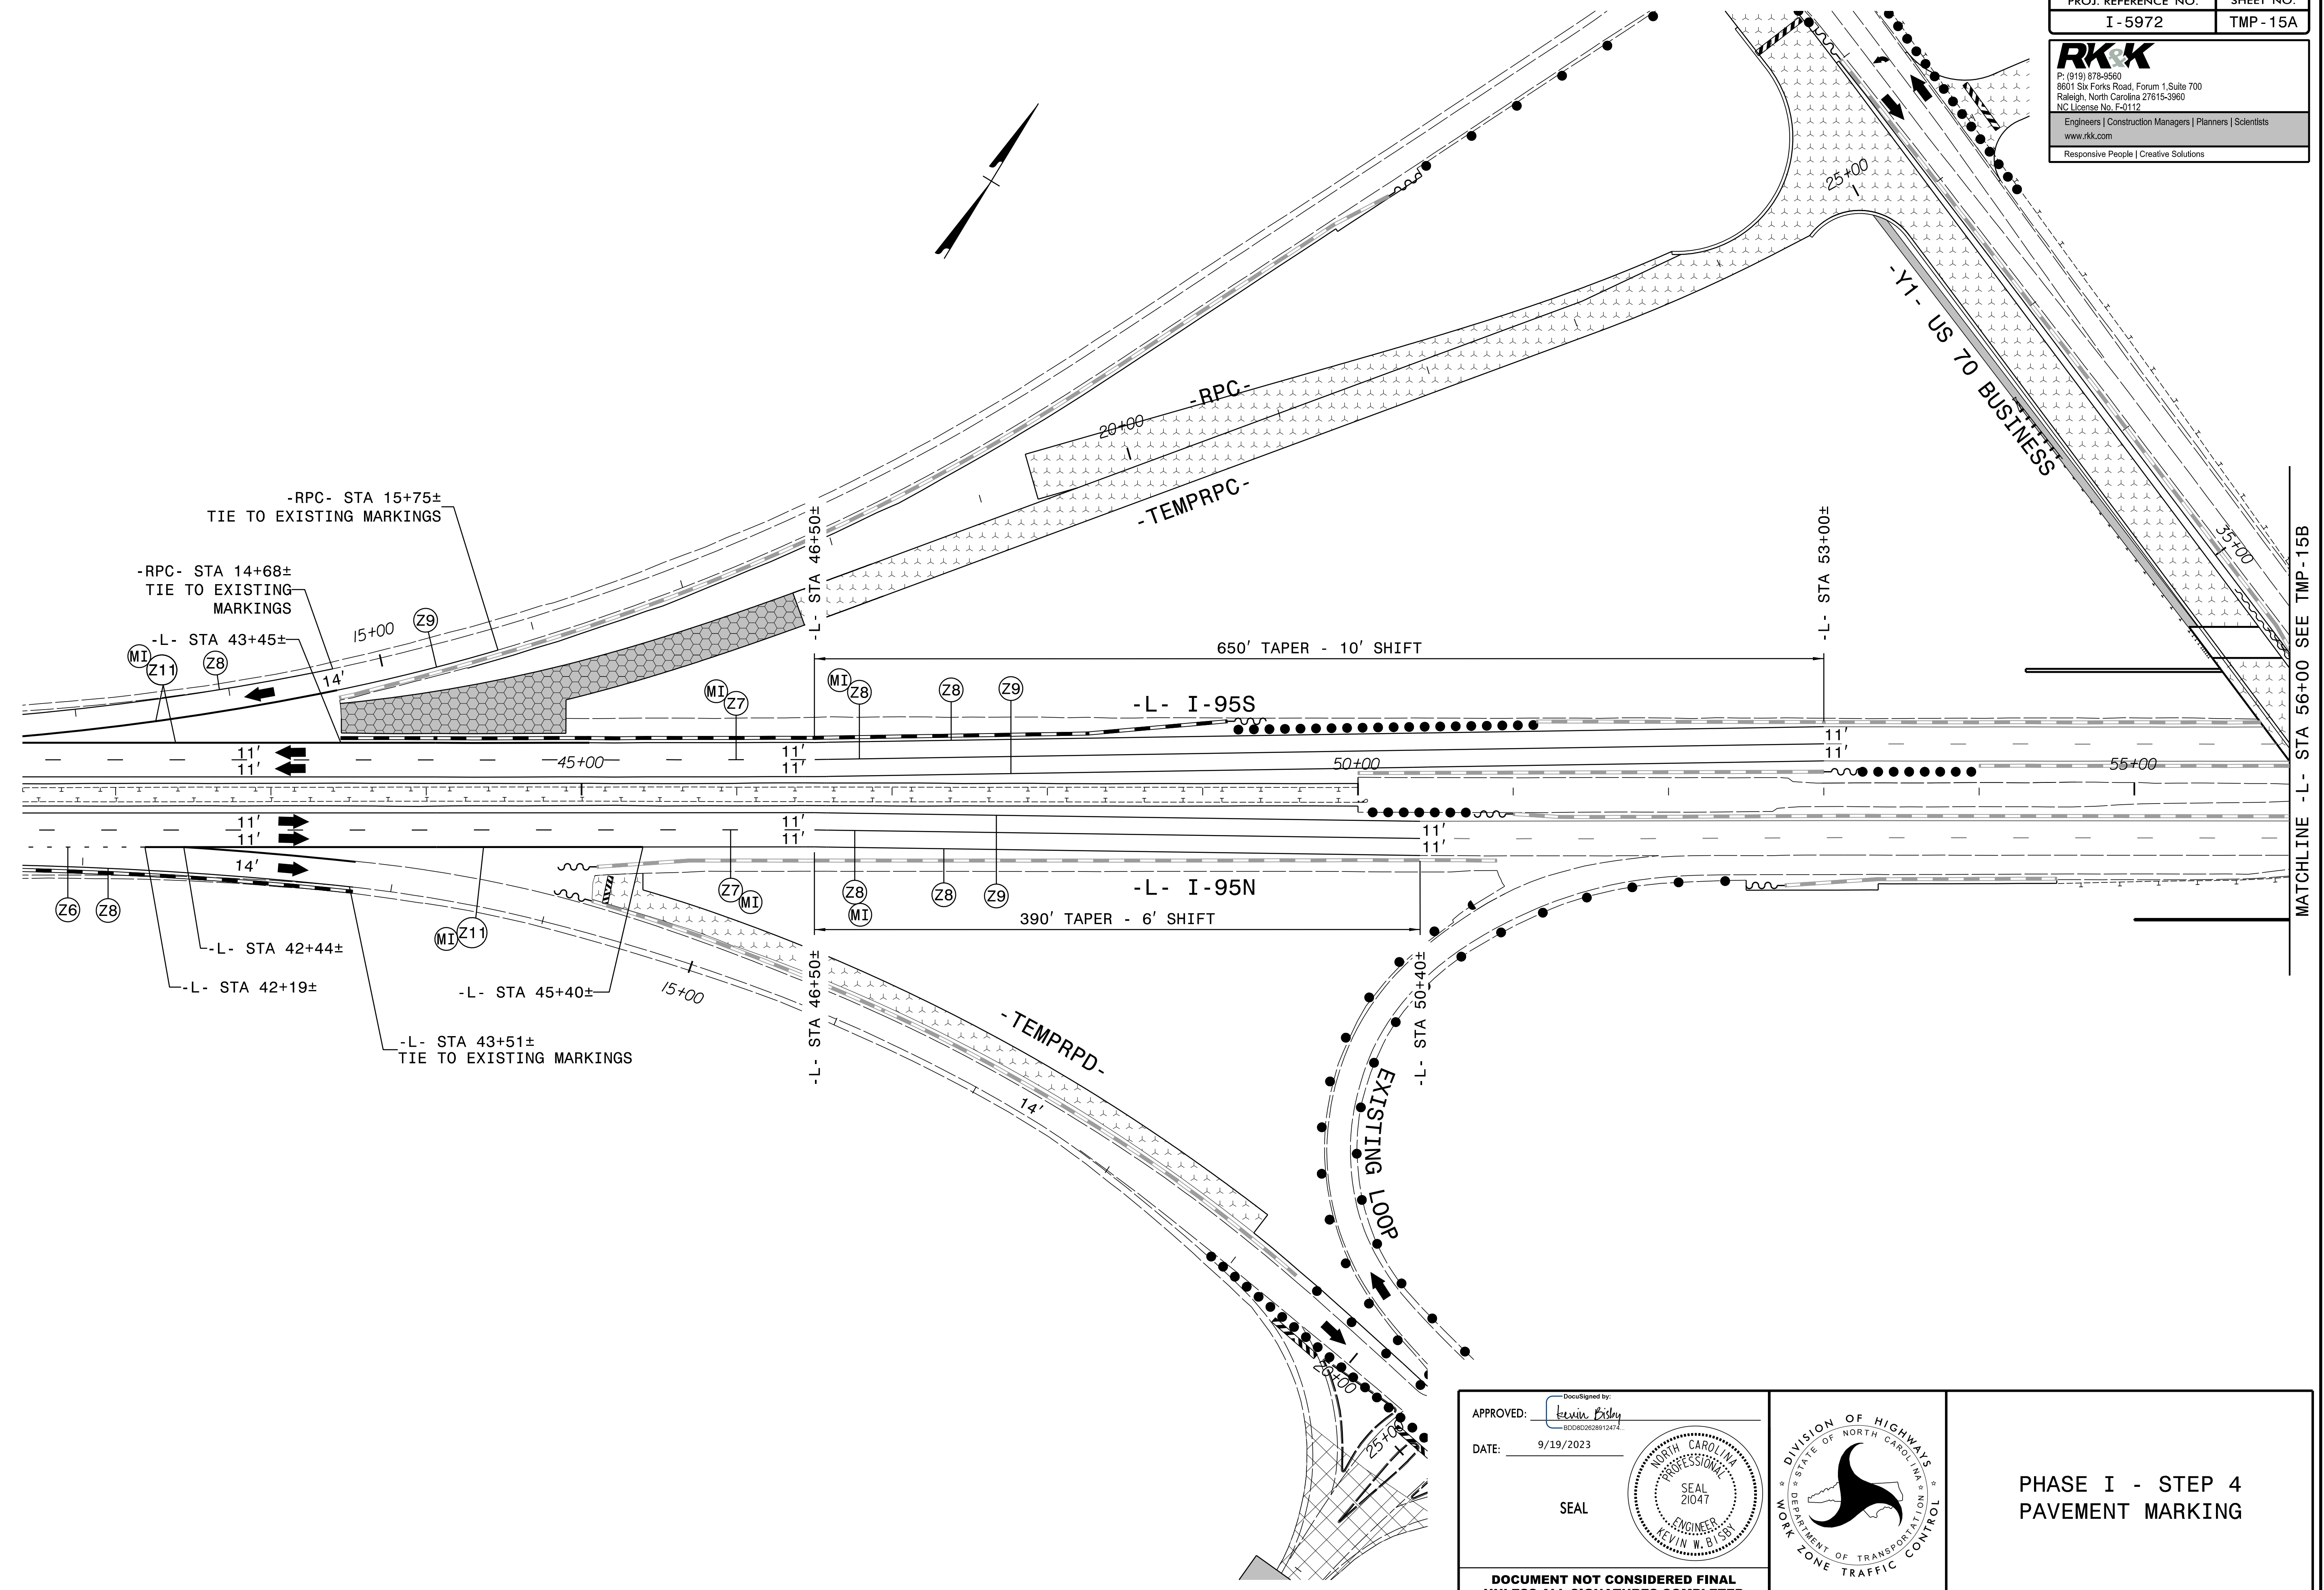 PROJ. REFERENCE NO.
SHEET NO.
I-5972
TMP-15A
RK&K
P: (919) 878-9560
8601 Six Forks Road, Forum 1,Suite 700
Raleigh, North Carolina 27615-3960
NC License No. F-0112
Engineers | Construction Managers | Planners | Scientists
www.rkk.com
Responsive People | Creative Solutions
25+00
-Y1- US 70 BUSINESS
-RPC-
20+00
-TEMPRPC-
35+00
-RPC- STA 15+75±
TIE TO EXISTING MARKINGS
-RPC- STA 14+68±
TIE TO EXISTING
MARKINGS
-L- STA 43+45±
15+00
Z9
MI
Z11
Z8
14'
-L- STA 46+50±
-L- STA 53+00±
650' TAPER - 10' SHIFT
MI
Z7
MI
Z8
Z8
Z9
-L- I-95S
11'
11'
11'
11'
11'
11'
45+00
50+00
55+00
11'
11'
11'
11'
11'
11'
14'
Z6
Z8
Z7
MI
Z8
MI
Z8
Z9
-L- I-95N
390' TAPER - 6' SHIFT
MI
Z11
-L- STA 42+44±
-L- STA 42+19±
-L- STA 45+40±
-L- STA 43+51±
TIE TO EXISTING MARKINGS
15+00
-L- STA 46+50±
-L- STA 50+40±
-TEMPRPD-
14'
EXISTING LOOP
20+00
25+00
MATCHLINE -L- STA 56+00 SEE TMP-15B
APPROVED:
DocuSigned by:
Kevin Bisby
BDD8D2628912474...
DATE:
9/19/2023
SEAL
NORTH CAROLINA
PROFESSIONAL
SEAL
21047
ENGINEER
KEVIN W. BISBY
DOCUMENT NOT CONSIDERED FINAL
UNLESS ALL SIGNATURES COMPLETED
DIVISION OF HIGHWAYS
STATE OF NORTH CAROLINA
DEPARTMENT OF TRANSPORTATION
WORK ZONE TRAFFIC CONTROL
PHASE I - STEP 4
PAVEMENT MARKING